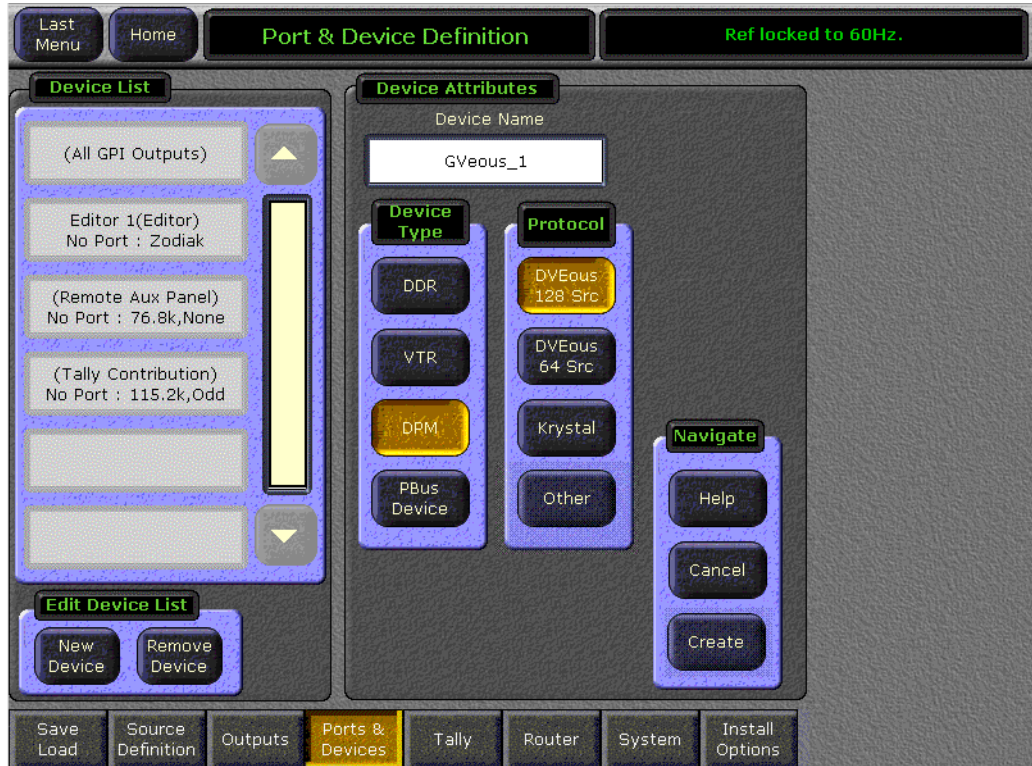 Last
Menu
Home
Port & Device Definition
Ref locked to 60Hz.
Device List
(All GPI Outputs)
Editor 1(Editor)
No Port : Zodiak
(Remote Aux Panel)
No Port : 76.8k,None
(Tally Contribution)
No Port : 115.2k,Odd
Edit Device List
New
Device
Remove
Device
Device Attributes
Device Name
GVeous_1
Device
Type
DDR
VTR
DPM
PBus
Device
Protocol
DVEous
128 Src
DVEous
64 Src
Krystal
Other
Navigate
Help
Cancel
Create
Save
Load
Source
Definition
Outputs
Ports &
Devices
Tally
Router
System
Install
Options